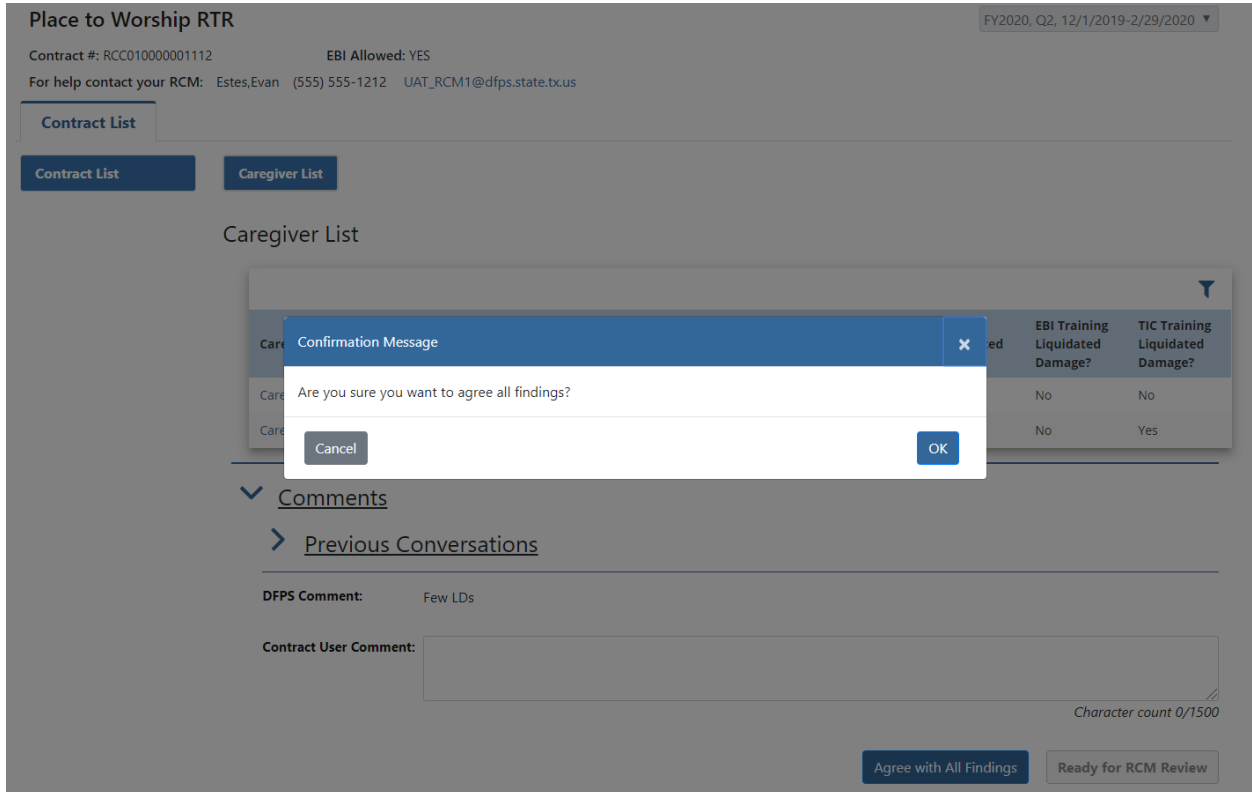 Place to Worship RTR
FY2020, Q2, 12/1/2019-2/29/2020
Contract #: RCC010000001112 EBI Allowed: YES
For help contact your RCM: Estes,Evan (555) 555-1212 UAT_RCM1@dfps.state.tx.us
Contract List
Contract List Caregiver List
Caregiver List
Care
ed
EBI Training
Liquidated
Damage?
TIC Training
Liquidated
Damage?
Confirmation Message ×
Care No No
Are you sure you want to agree all findings?
Care No Yes
Cancel OK
Comments
Previous Conversations
DFPS Comment: Few LDs
Contract User Comment:
Character count 0/1500
Agree with All Findings Ready for RCM Review